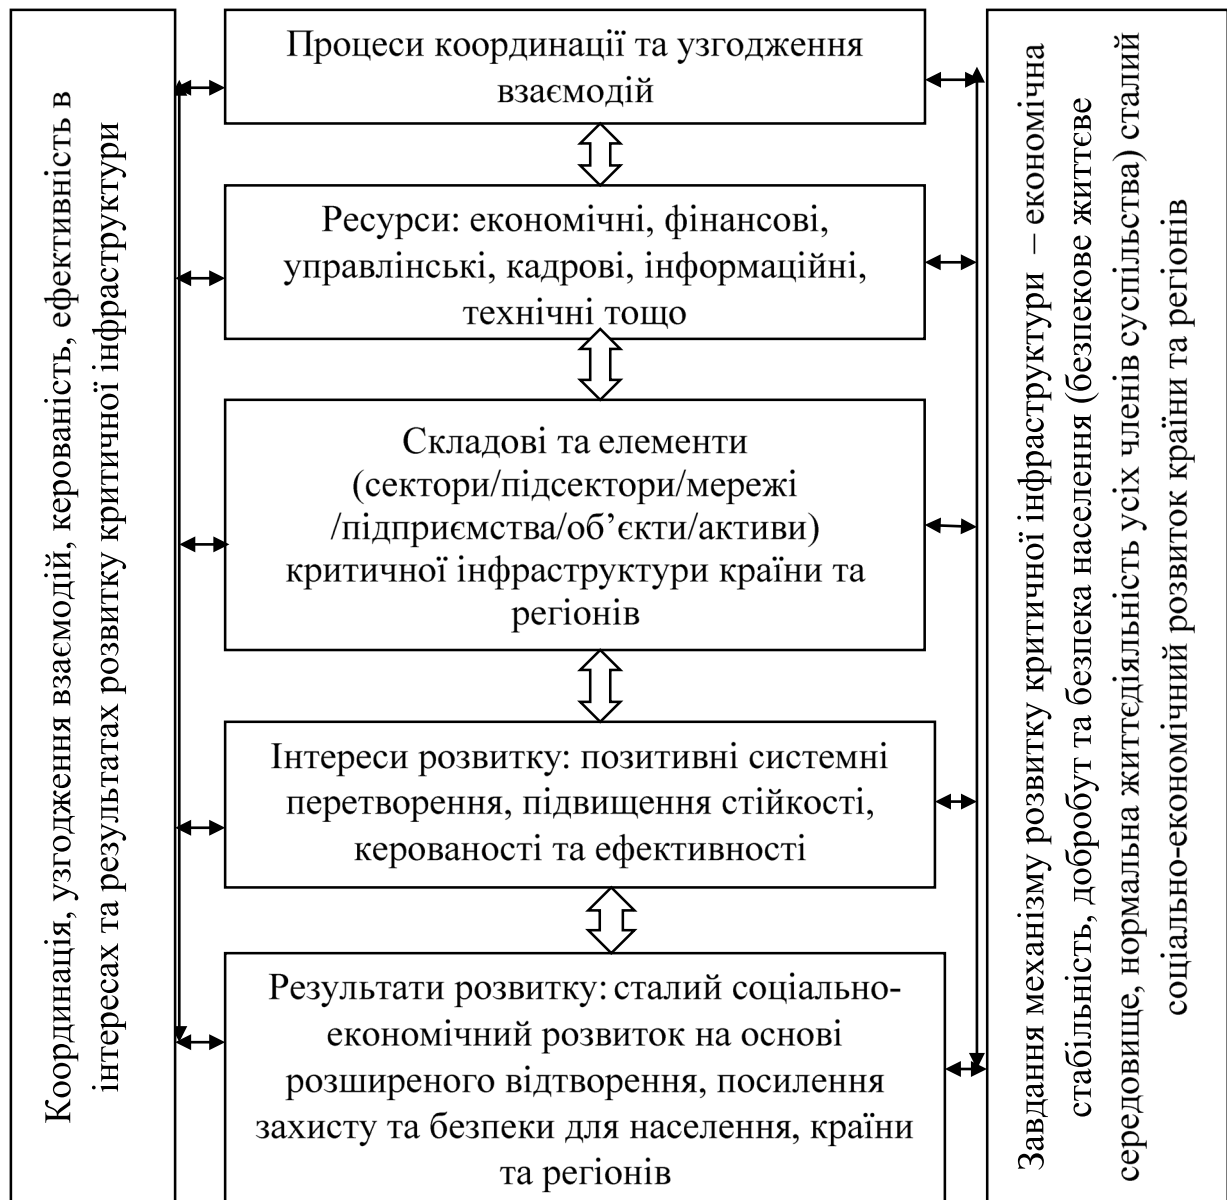 Координація, узгодження взаємодій, керованість, ефективність в
інтересах та результатах розвитку критичної інфраструктури
Процеси координації та узгодження
взаємодій
Ресурси: економічні, фінансові,
управлінські, кадрові, інформаційні,
технічні тощо
Складові та елементи
(сектори/підсектори/мережі
/підприємства/об’єкти/активи)
критичної інфраструктури країни та
регіонів
Інтереси розвитку: позитивні системні
перетворення, підвищення стійкості,
керованості та ефективності
Результати розвитку: сталий соціально-
економічний розвиток на основі
розширеного відтворення, посилення
захисту та безпеки для населення, країни
та регіонів
Завдання механізму розвитку критичної інфраструктури – економічна
стабільність, добробут та безпека населення (безпекове життєве
середовище, нормальна життєдіяльність усіх членів суспільства) сталий
соціально-економічний розвиток країни та регіонів